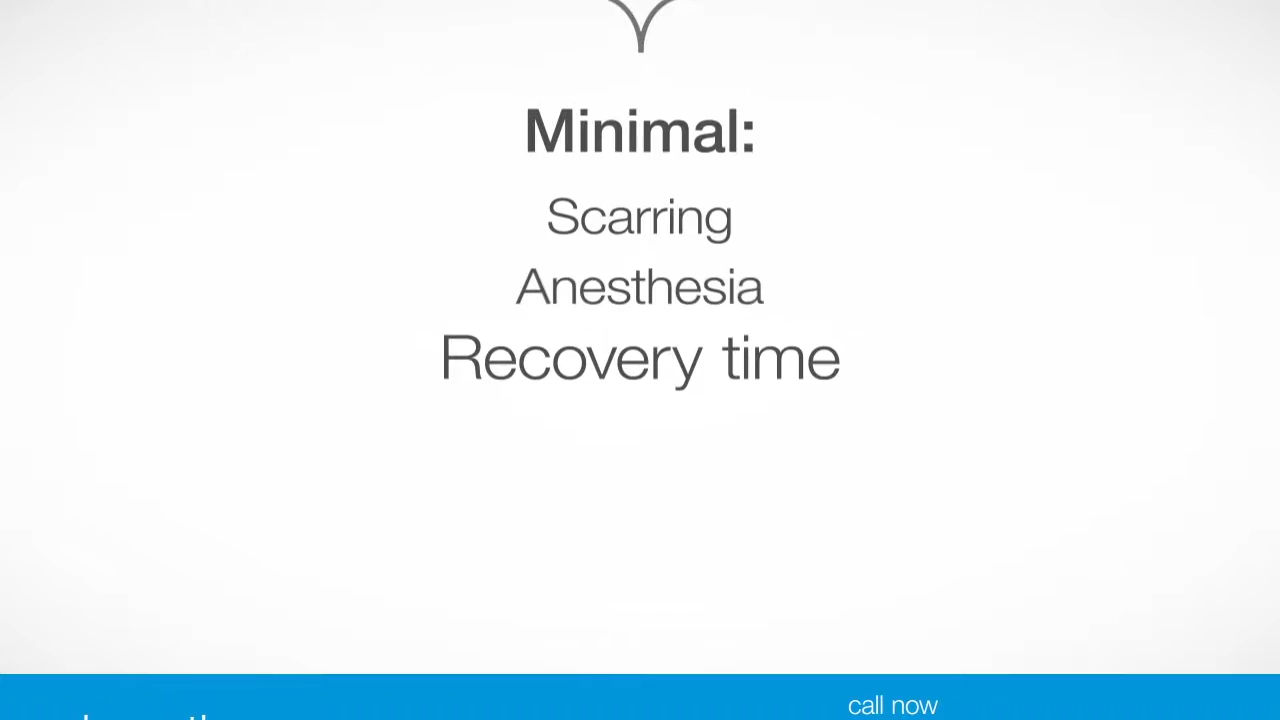 Minimal:
Scarring
Anesthesia
Recovery time
call now